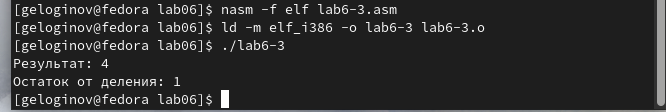 [geloginov@fedora lab06]$ nasm -f elf lab6-3.asm
[geloginov@fedora lab06]$ ld -m elf_i386 -o lab6-3 lab6-3.o
[geloginov@fedora lab06]$ ./lab6-3
Результат: 4
Остаток от деления: 1
[geloginov@fedora lab06]$